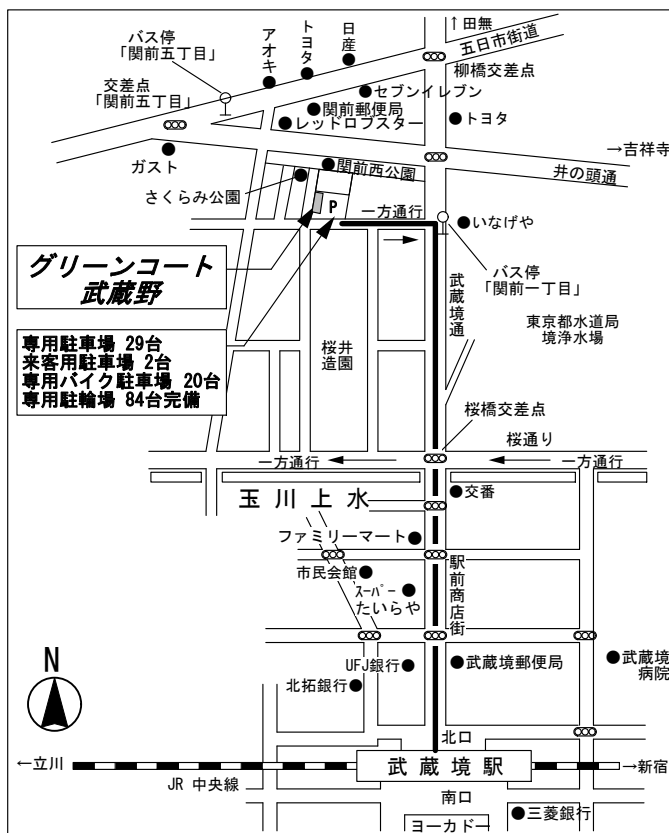 ↑田無
五日市街道
バス停
「関前五丁目」
アオキ
トヨタ
日産
柳橋交差点
交差点
「関前五丁目」
セブンイレブン
関前郵便局
レッドロブスター
トヨタ
→吉祥寺
ガスト
関前西公園
井の頭通
さくらみ公園
P
一方通行
いなげや
グリーンコート
武蔵野
バス停
「関前一丁目」
武蔵境通
東京都水道局
境浄水場
専用駐車場 29台
来客用駐車場 2台
専用バイク駐車場 20台
専用駐輪場 84台完備
桜井
造園
桜橋交差点
桜通り
一方通行
一方通行
玉川上水
交番
ファミリーマート
駅前商店街
市民会館
スーパー
たいらや
UFJ銀行
武蔵境郵便局
武蔵境
病院
北拓銀行
N
北口
←立川
武蔵境駅
→新宿
JR 中央線
南口
三菱銀行
ヨーカドー